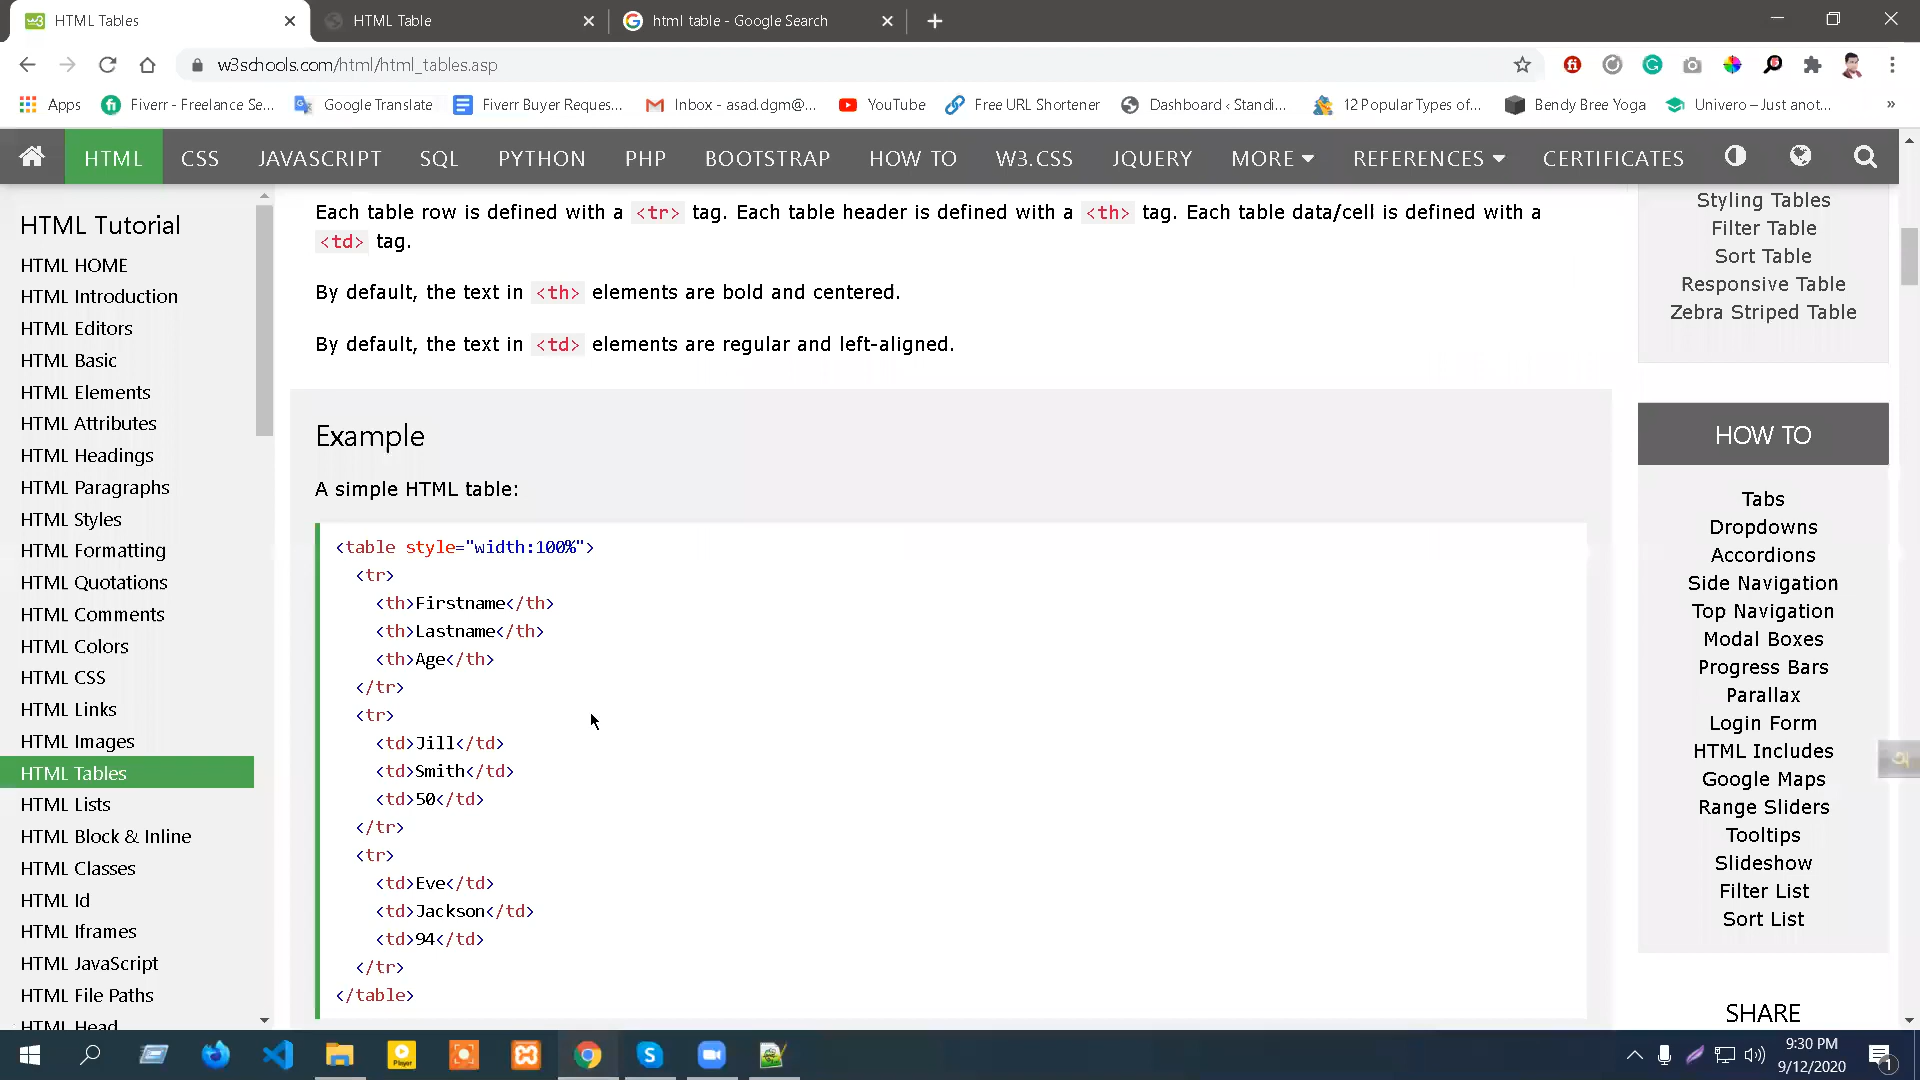 HTML Tables
HTML Table
html table - Google Search
w3schools.com/html/html_tables.asp
Apps
Fiverr - Freelance Se...
Google Translate
Fiverr Buyer Reques...
Inbox - asad.dgm@...
YouTube
Free URL Shortener
Dashboard ‹ Standi...
12 Popular Types of...
Bendy Bree Yoga
Univero – Just anot...
»
HTML
CSS
JAVASCRIPT
SQL
PYTHON
PHP
BOOTSTRAP
HOW TO
W3.CSS
JQUERY
MORE
REFERENCES
CERTIFICATES
HTML Tutorial
HTML HOME
HTML Introduction
HTML Editors
HTML Basic
HTML Elements
HTML Attributes
HTML Headings
HTML Paragraphs
HTML Styles
HTML Formatting
HTML Quotations
HTML Comments
HTML Colors
HTML CSS
HTML Links
HTML Images
HTML Tables
HTML Lists
HTML Block & Inline
HTML Classes
HTML Id
HTML Iframes
HTML JavaScript
HTML File Paths
HTML Head
Each table row is defined with a <tr> tag. Each table header is defined with a <th> tag. Each table data/cell is defined with a
<td> tag.
By default, the text in <th> elements are bold and centered.
By default, the text in <td> elements are regular and left-aligned.
Example
A simple HTML table:
<table style="width:100%">
<tr>
<th>Firstname</th>
<th>Lastname</th>
<th>Age</th>
</tr>
<tr>
<td>Jill</td>
<td>Smith</td>
<td>50</td>
</tr>
<tr>
<td>Eve</td>
<td>Jackson</td>
<td>94</td>
</tr>
</table>
Styling Tables
Filter Table
Sort Table
Responsive Table
Zebra Striped Table
HOW TO
Tabs
Dropdowns
Accordions
Side Navigation
Top Navigation
Modal Boxes
Progress Bars
Parallax
Login Form
HTML Includes
Google Maps
Range Sliders
Tooltips
Slideshow
Filter List
Sort List
SHARE
অ
Player
9:30 PM
9/12/2020
1